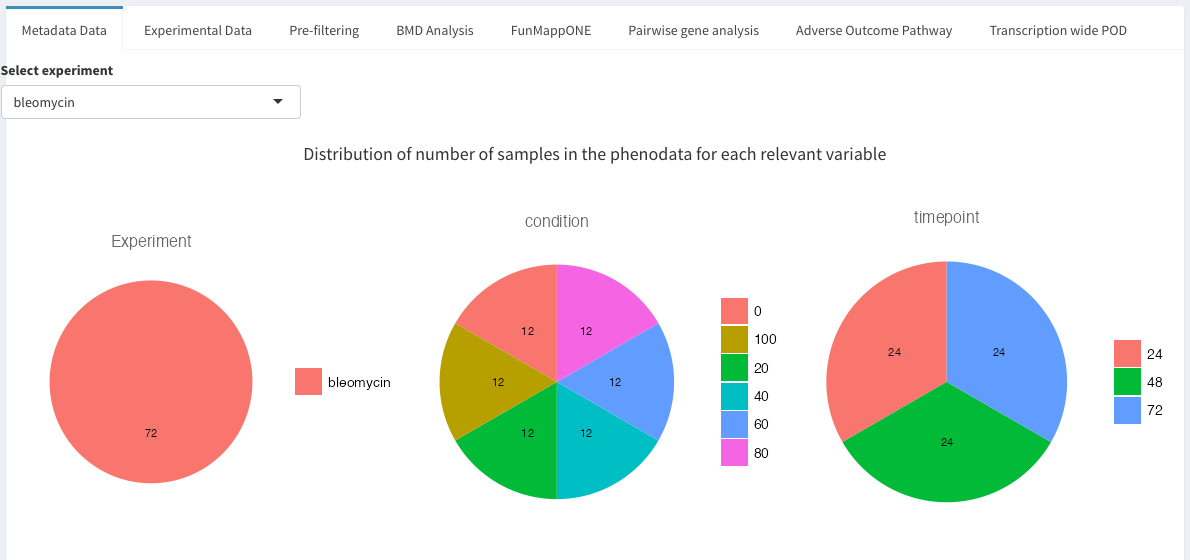 Metadata Data Experimental Data Pre-filtering BMD Analysis FunMappONE Pairwise gene analysis Adverse Outcome Pathway Transcription wide POD
Select experiment
bleomycin
Distribution of number of samples in the phenodata for each relevant variable
Experiment
72
bleomycin
condition
12
12
12
12
12
12
0
100
20
40
60
80
timepoint
24
24
24
24
48
72